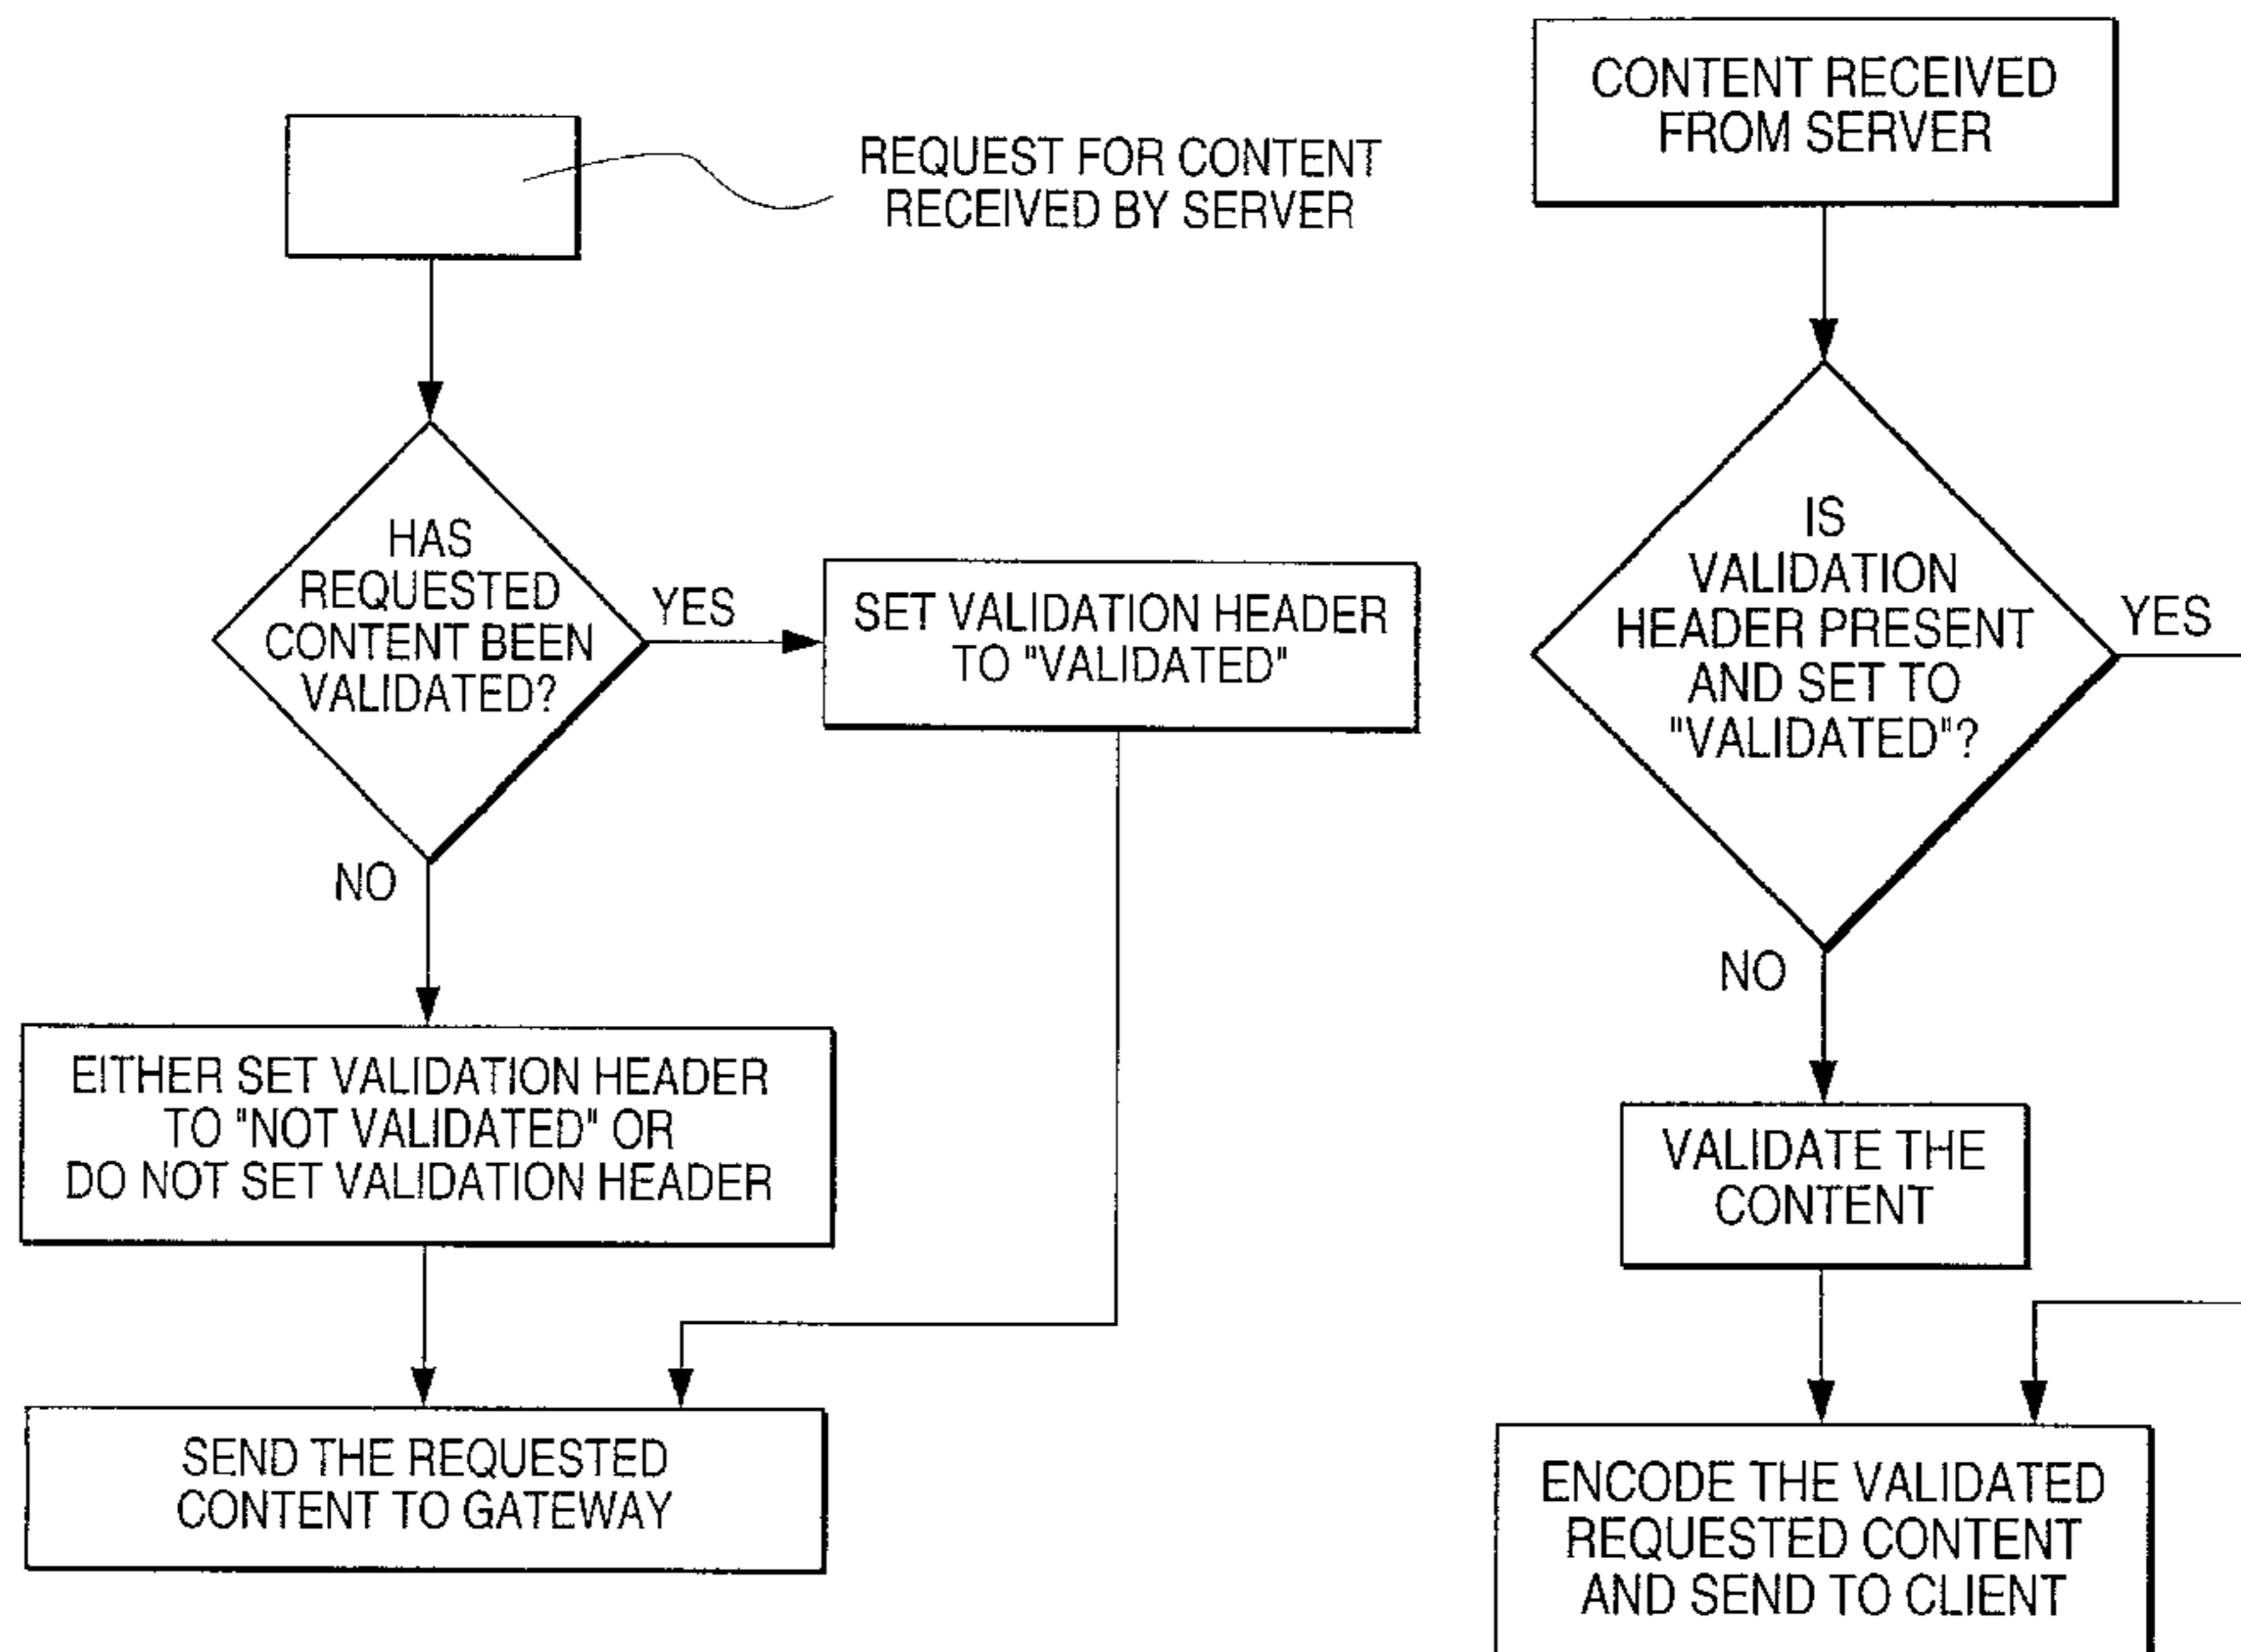 REQUEST FOR CONTENT
RECEIVED BY SERVER
HAS
REQUESTED
CONTENT BEEN
VALIDATED?
YES
SET VALIDATION HEADER
TO "VALIDATED"
NO
EITHER SET VALIDATION HEADER
TO "NOT VALIDATED" OR
DO NOT SET VALIDATION HEADER
SEND THE REQUESTED
CONTENT TO GATEWAY
CONTENT RECEIVED
FROM SERVER
IS
VALIDATION
HEADER PRESENT
AND SET TO
"VALIDATED"?
YES
NO
VALIDATE THE
CONTENT
ENCODE THE VALIDATED
REQUESTED CONTENT
AND SEND TO CLIENT